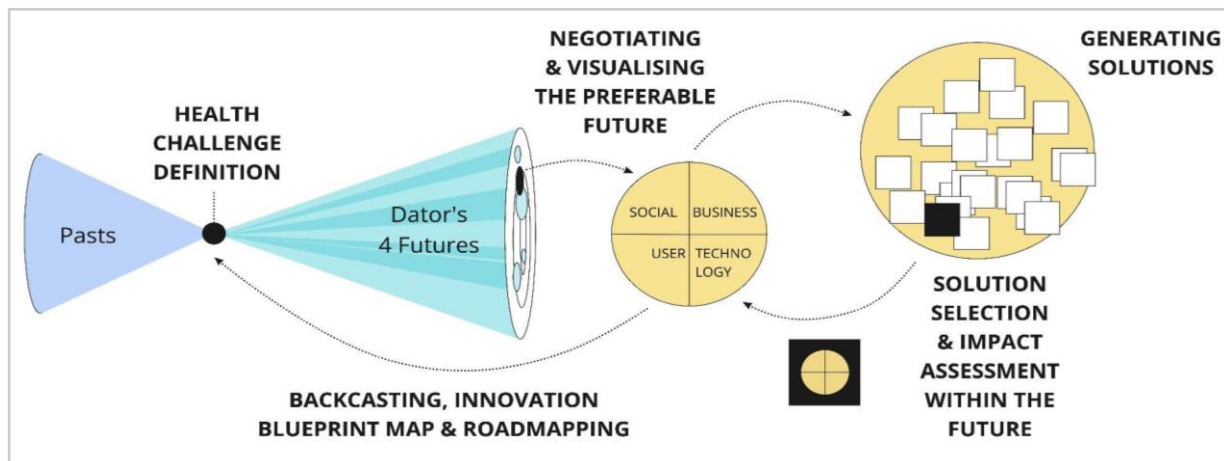 Pasts
HEALTH
CHALLENGE
DEFINITION
Dator's
4 Futures
NEGOTIATING
& VISUALISING
THE PREFERABLE
FUTURE
SOCIAL
BUSINESS
USER
TECHNO
LOGY
GENERATING
SOLUTIONS
SOLUTION
SELECTION
& IMPACT
ASSESSMENT
WITHIN THE
FUTURE
BACKCASTING, INNOVATION
BLUEPRINT MAP & ROADMAPPING